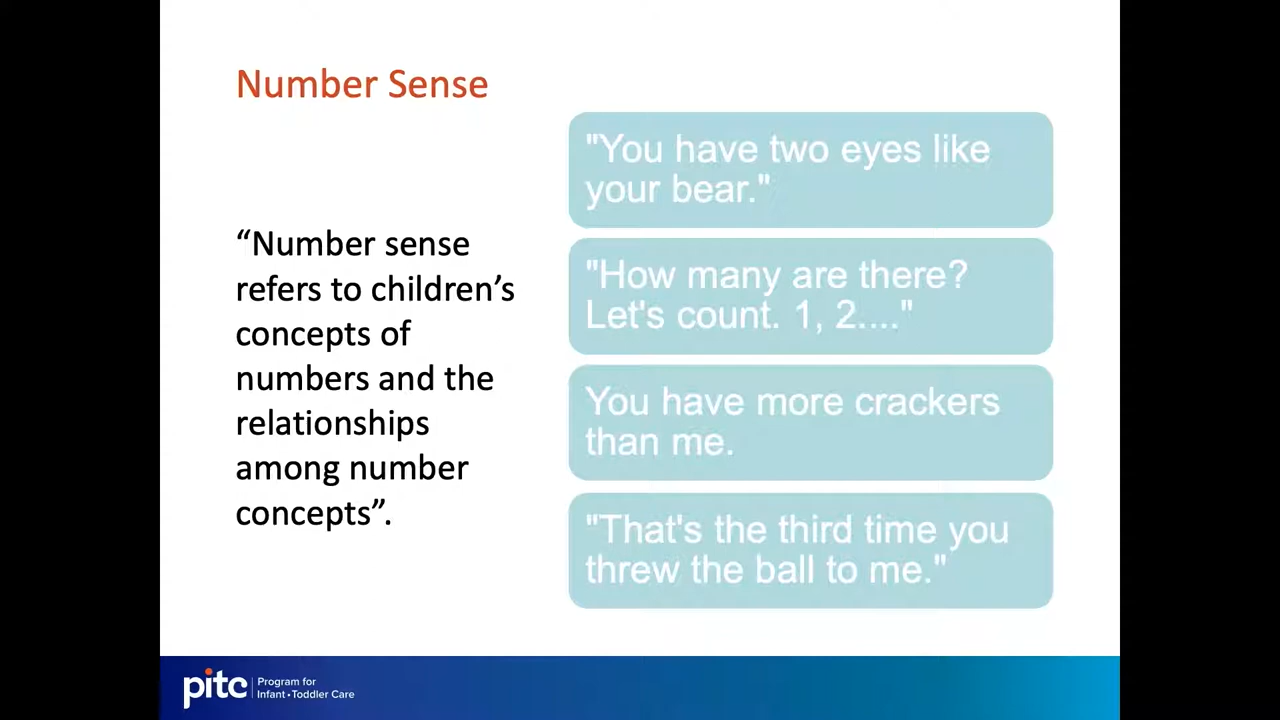 Number Sense
“Number sense
refers to children’s
concepts of
numbers and the
relationships
among number
concepts”.
"You have two eyes like
your bear."
"How many are there?
Let's count. 1, 2...."
You have more crackers
than me.
"That's the third time you
threw the ball to me."
pitc
Program for
Infant•Toddler Care